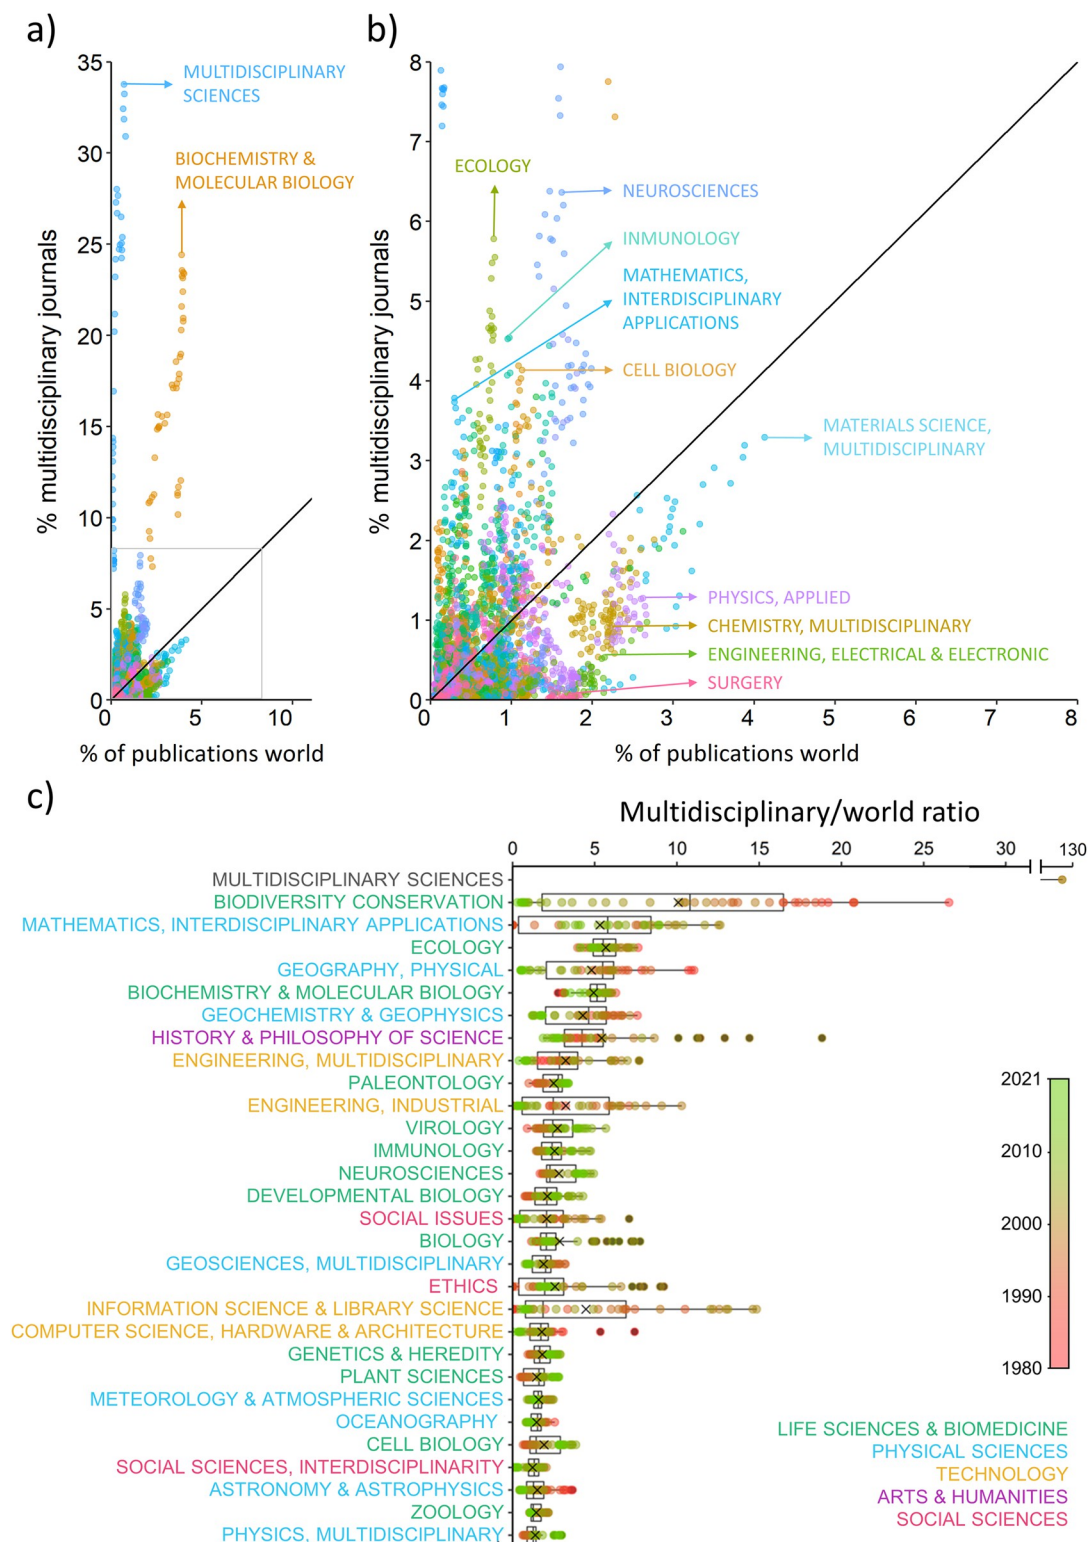 a)
35
30
25
20
15
10
5
0
0 5 10
% multidisciplinary journals
% of publications world
MULTIDISCIPLINARY
SCIENCES
BIOCHEMISTRY &
MOLECULAR BIOLOGY
b)
8
7
6
5
4
3
2
1
0
0 1 2 3 4 5 6 7 8
% multidisciplinary journals
% of publications world
ECOLOGY
NEUROSCIENCES
INMUNOLOGY
MATHEMATICS,
INTERDISCIPLINARY
APPLICATIONS
CELL BIOLOGY
MATERIALS SCIENCE,
MULTIDISCIPLINARY
PHYSICS, APPLIED
CHEMISTRY, MULTIDISCIPLINARY
ENGINEERING, ELECTRICAL & ELECTRONIC
SURGERY
c)
Multidisciplinary/world ratio
0 5 10 15 20 25 30 130
MULTIDISCIPLINARY SCIENCES
BIODIVERSITY CONSERVATION
MATHEMATICS, INTERDISCIPLINARY APPLICATIONS
ECOLOGY
GEOGRAPHY, PHYSICAL
BIOCHEMISTRY & MOLECULAR BIOLOGY
GEOCHEMISTRY & GEOPHYSICS
HISTORY & PHILOSOPHY OF SCIENCE
ENGINEERING, MULTIDISCIPLINARY
PALEONTOLOGY
ENGINEERING, INDUSTRIAL
VIROLOGY
IMMUNOLOGY
NEUROSCIENCES
DEVELOPMENTAL BIOLOGY
SOCIAL ISSUES
BIOLOGY
GEOSCIENCES, MULTIDISCIPLINARY
ETHICS
INFORMATION SCIENCE & LIBRARY SCIENCE
COMPUTER SCIENCE, HARDWARE & ARCHITECTURE
GENETICS & HEREDITY
PLANT SCIENCES
METEOROLOGY & ATMOSPHERIC SCIENCES
OCEANOGRAPHY
CELL BIOLOGY
SOCIAL SCIENCES, INTERDISCIPLINARITY
ASTRONOMY & ASTROPHYSICS
ZOOLOGY
PHYSICS, MULTIDISCIPLINARY
2021
2010
2000
1990
1980
LIFE SCIENCES & BIOMEDICINE
PHYSICAL SCIENCES
TECHNOLOGY
ARTS & HUMANITIES
SOCIAL SCIENCES